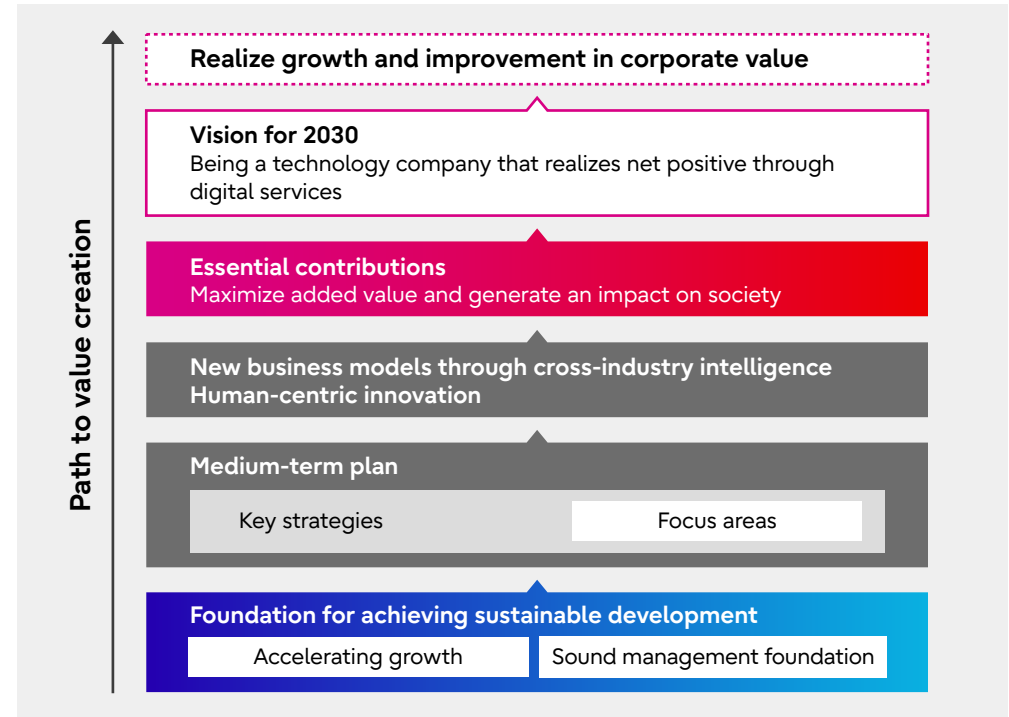 Path to value creation
Realize growth and improvement in corporate value
Vision for 2030
Being a technology company that realizes net positive through
digital services
Essential contributions
Maximize added value and generate an impact on society
New business models through cross-industry intelligence
Human-centric innovation
Medium-term plan
Key strategies
Focus areas
Foundation for achieving sustainable development
Accelerating growth
Sound management foundation